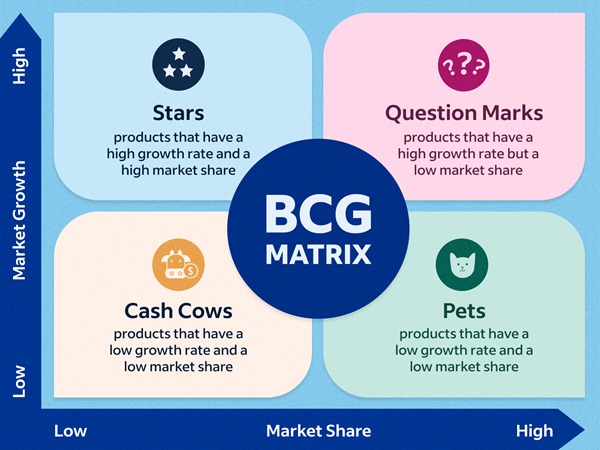 High
Market Growth
Low
???
Stars
products that have a
high growth rate and a
high market share
Question Marks
products that have a
high growth rate but a
low market share
BCG
MATRIX
$
Cash Cows
products that have a
low growth rate and a
low market share
Pets
products that have a
low growth rate and a
low market share
Low
Market Share
High